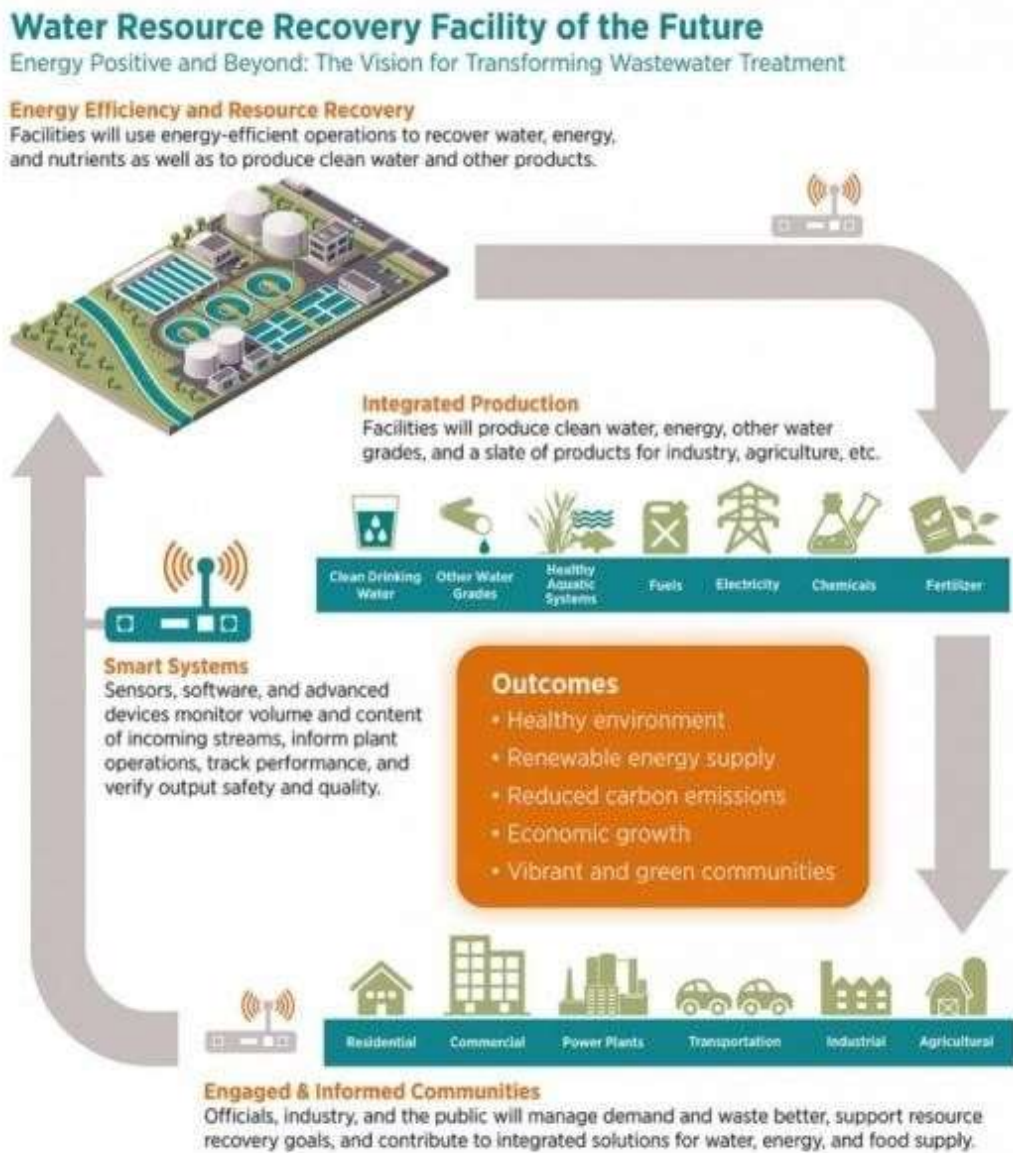 Water Resource Recovery Facility of the Future
Energy Positive and Beyond: The Vision for Transforming Wastewater Treatment
Energy Efficiency and Resource Recovery
Facilities will use energy-efficient operations to recover water, energy,
and nutrients as well as to produce clean water and other products.
Integrated Production
Facilities will produce clean water, energy, other water
grades, and a slate of products for industry, agriculture, etc.
Clean Drinking
Water
Other Water
Grades
Healthy
Aquatic
Systems
Fuels
Electricity
Chemicals
Fertilizer
Smart Systems
Sensors, software, and advanced
devices monitor volume and content
of incoming streams, inform plant
operations, track performance, and
verify output safety and quality.
Outcomes
• Healthy environment
• Renewable energy supply
• Reduced carbon emissions
• Economic growth
• Vibrant and green communities
Residential
Commercial
Power Plants
Transportation
Industrial
Agricultural
Engaged & Informed Communities
Officials, industry, and the public will manage demand and waste better, support resource
recovery goals, and contribute to integrated solutions for water, energy, and food supply.